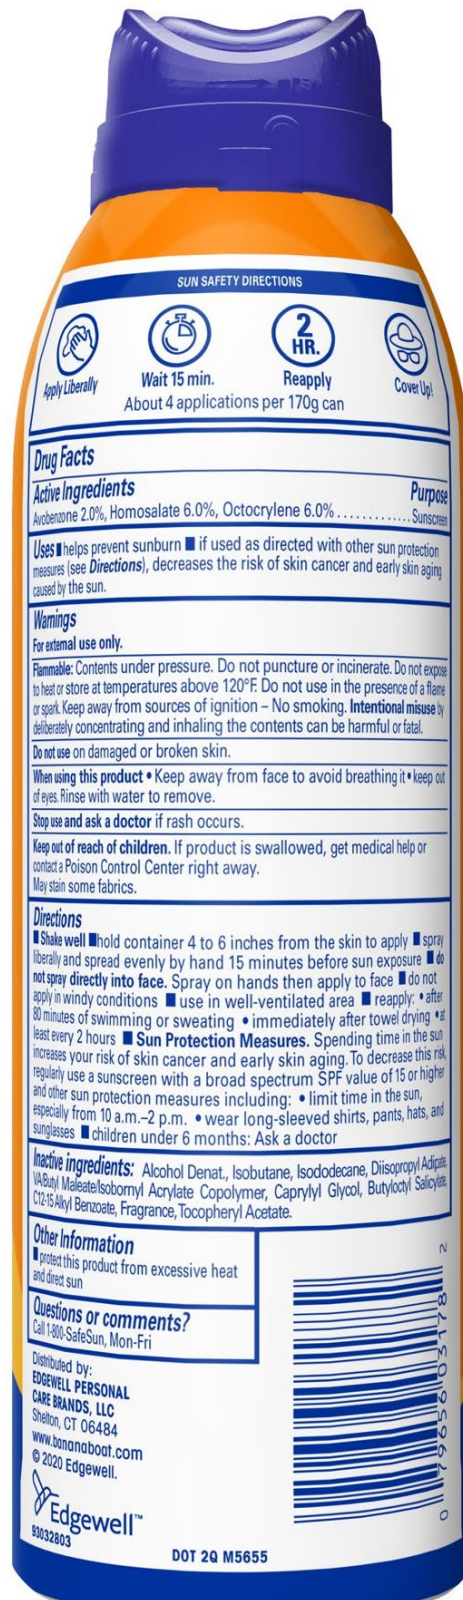 SUN SAFETY DIRECTIONS
2
HR.
Apply Liberally
Wait 15 min.
Reapply
Cover Up!
About 4 applications per 170g can
Drug Facts
Active Ingredients Purpose
Avobenzone 2.0%, Homosalate 6.0%, Octocrylene 6.0%............Sunscreen
Uses ■ helps prevent sunburn ■ if used as directed with other sun protection
measures (see Directions), decreases the risk of skin cancer and early skin aging
caused by the sun.
Warnings
For external use only.
Flammable: Contents under pressure. Do not puncture or incinerate. Do not expose
to heat or store at temperatures above 120°F. Do not use in the presence of a flame
or spark. Keep away from sources of ignition – No smoking. Intentional misuse by
deliberately concentrating and inhaling the contents can be harmful or fatal.
Do not use on damaged or broken skin.
When using this product • Keep away from face to avoid breathing it • keep out
of eyes. Rinse with water to remove.
Stop use and ask a doctor if rash occurs.
Keep out of reach of children. If product is swallowed, get medical help or
contact a Poison Control Center right away.
May stain some fabrics.
Directions
■ Shake well ■ hold container 4 to 6 inches from the skin to apply ■ spray
liberally and spread evenly by hand 15 minutes before sun exposure ■ do
not spray directly into face. Spray on hands then apply to face ■ do not
apply in windy conditions ■ use in well-ventilated area ■ reapply: • after
80 minutes of swimming or sweating • immediately after towel drying • at
least every 2 hours ■ Sun Protection Measures. Spending time in the sun
increases your risk of skin cancer and early skin aging. To decrease this risk,
regularly use a sunscreen with a broad spectrum SPF value of 15 or higher
and other sun protection measures including: • limit time in the sun,
especially from 10 a.m.–2 p.m. • wear long-sleeved shirts, pants, hats, and
sunglasses ■ children under 6 months: Ask a doctor
Inactive ingredients: Alcohol Denat., Isobutane, Isododecane, Diisopropyl Adipate,
VA/Butyl Maleate/Isobornyl Acrylate Copolymer, Caprylyl Glycol, Butyloctyl Salicylate,
C12-15 Alkyl Benzoate, Fragrance, Tocopheryl Acetate.
Other Information
■ protect this product from excessive heat
and direct sun
Questions or comments?
Call 1-800-SafeSun, Mon-Fri
Distributed by:
EDGEWELL PERSONAL
CARE BRANDS, LLC
Shelton, CT 06484
www.bananaboat.com
© 2020 Edgewell.
Edgewell™
93032803
DOT 2Q M5655
0 79656 03178 2